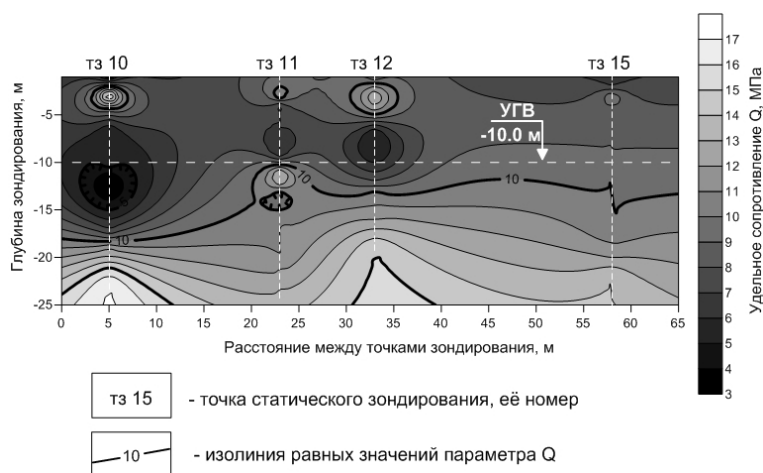 тз 10 тз 11 тз 12 тз 15
УГВ
-10.0 м
Глубина зондирования, м
-5
-10
-15
-20
-25
10
10
10
5
0 5 10 15 20 25 30 35 40 45 50 55 60 65
Расстояние между точками зондирования, м
17
16
15
14
13
12
11
10
9
8
7
6
5
4
3
Удельное сопротивление Q, МПа
тз 15 - точка статического зондирования, её номер
10 - изолиния равных значений параметра Q